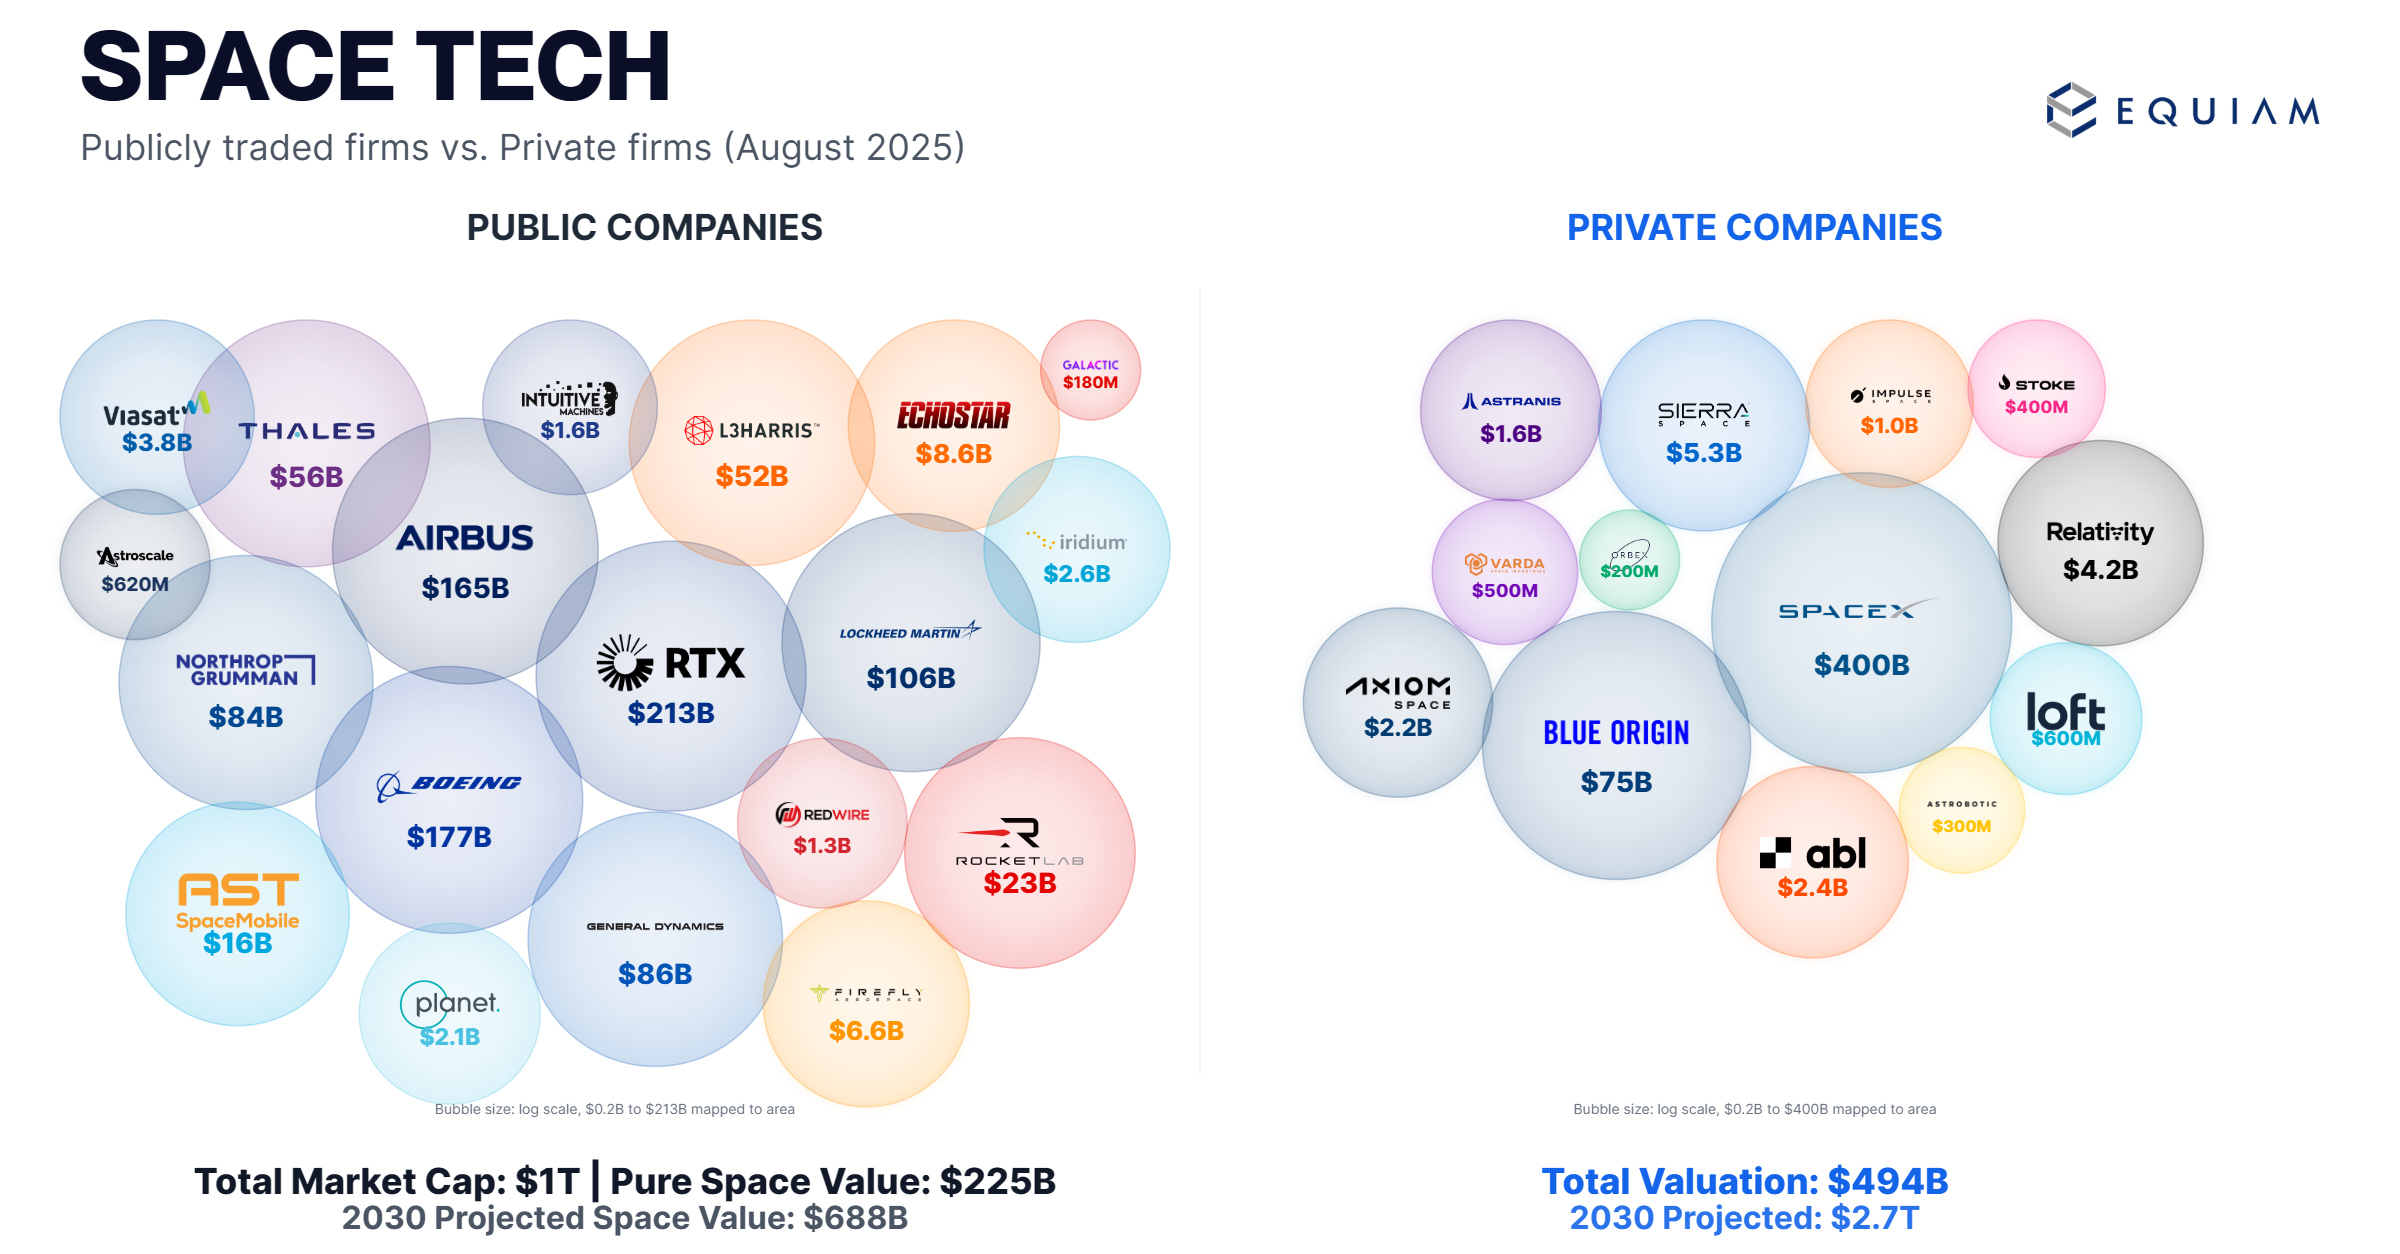 SPACE TECH
Publicly traded firms vs. Private firms (August 2025)
EQUIAM
PUBLIC COMPANIES
Viasat
$3.8B
THALES
$56B
INTUITIVE
MACHINES
$1.6B
L3HARRIS™
$52B
ECHOSTAR
$8.6B
GALACTIC
$180M
Astroscale
$620M
AIRBUS
$165B
iridium
$2.6B
NORTHROP
GRUMMAN
$84B
RTX
$213B
LOCKHEED MARTIN
$106B
BOEING
$177B
REDWIRE
$1.3B
ROCKETLAB
$23B
AST
SpaceMobile
$16B
planet.
$2.1B
GENERAL DYNAMICS
$86B
FIREFLY
AEROSPACE
$6.6B
Bubble size: log scale, $0.2B to $213B mapped to area
Total Market Cap: $1T | Pure Space Value: $225B
2030 Projected Space Value: $688B
PRIVATE COMPANIES
ASTRANIS
$1.6B
SIERRA
SPACE
$5.3B
IMPULSE
SPACE
$1.0B
STOKE
$400M
VARDA
SPACE INDUSTRIES
$500M
ORBEX
$200M
SPACEX
$400B
Relativity
$4.2B
AXIOM
SPACE
$2.2B
BLUE ORIGIN
$75B
loft
$600M
ASTROBOTIC
$300M
abl
$2.4B
Bubble size: log scale, $0.2B to $400B mapped to area
Total Valuation: $494B
2030 Projected: $2.7T